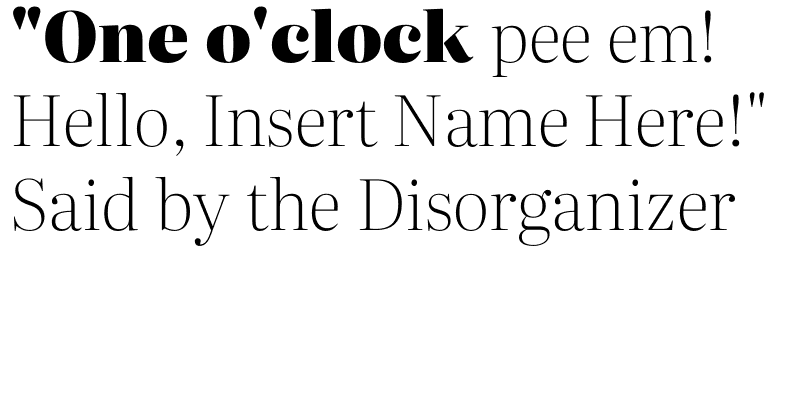 "One o'clock pee em!
Hello, Insert Name Here!"
Said by the Disorganizer